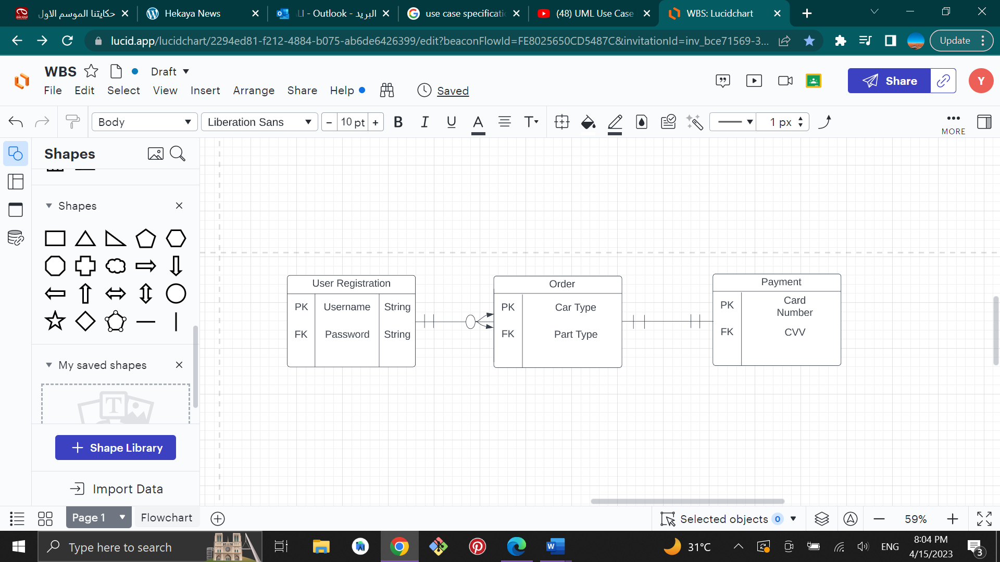 حكايتنا الموسم الاول
Hekaya News
LI - Outlook - البريد
use case specificatio
(48) UML Use Case
WBS: Lucidchart
lucid.app/lucidchart/2294ed81-f212-4884-b075-ab6de6426399/edit?beaconFlowId=FE8025650CD5487C&invitationId=inv_bce71569-3...
Update
WBS
Draft
File Edit Select View Insert Arrange Share Help
Saved
Share
Y
Body
Liberation Sans
- 10 pt +
B I U A T
1 px
MORE
Shapes
Shapes
My saved shapes
T
+ Shape Library
Import Data
User Registration
PK Username String
FK Password String
Order
PK Car Type
FK Part Type
Payment
PK Card
Number
FK CVV
Page 1
Flowchart
Selected objects 0
59%
Type here to search
31°C
ENG
8:04 PM
4/15/2023
3